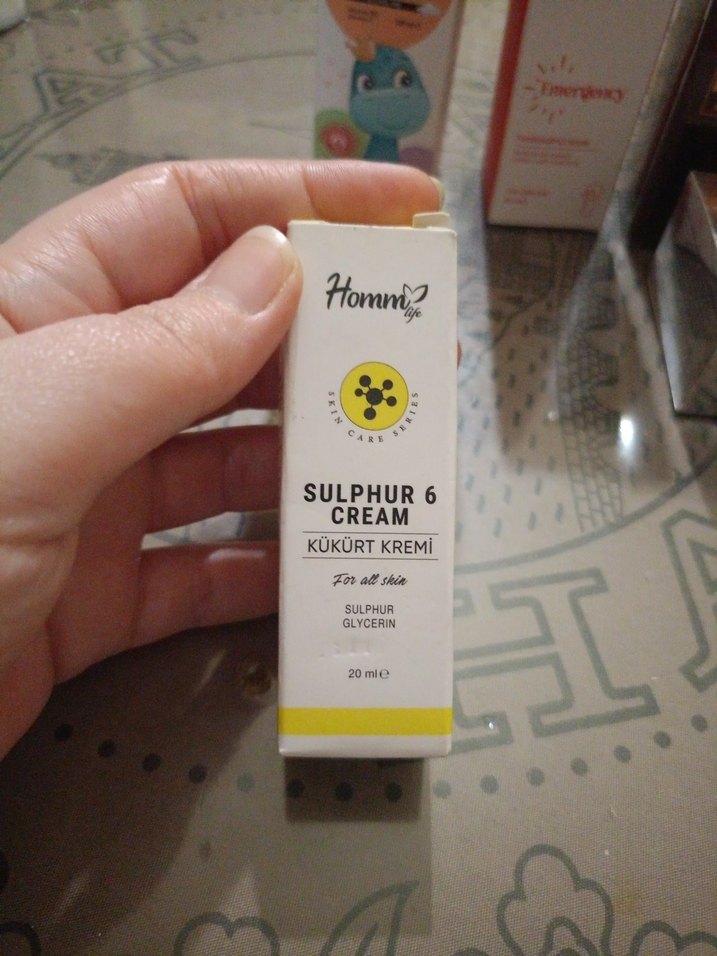 Emergency
Homm
life
SKIN CARE SERIES
SULPHUR 6
CREAM
KÜKÜRT KREMİ
For all skin
SULPHUR
GLYCERIN
20 ml e